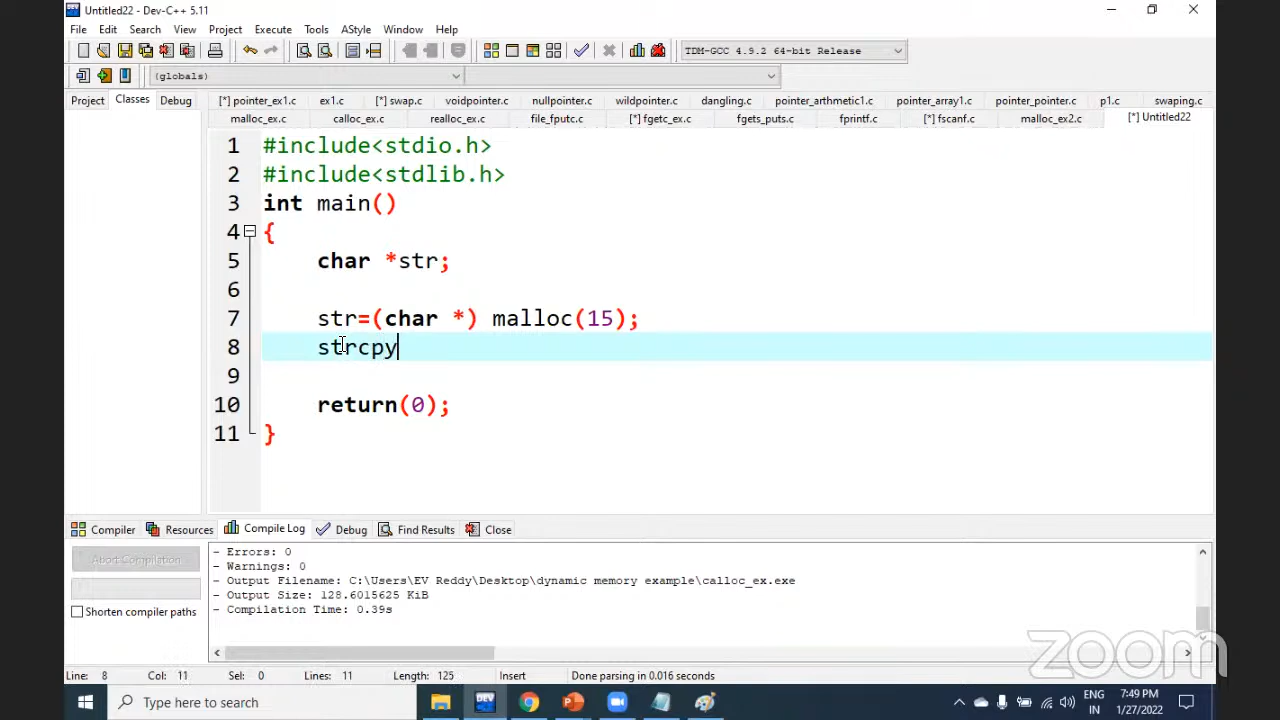 Untitled22 - Dev-C++ 5.11
File Edit Search View Project Execute Tools AStyle Window Help
TDM-GCC 4.9.2 64-bit Release
(globals)
Project Classes Debug
[*] pointer_ex1.c ex1.c [*] swap.c voidpointer.c nullpointer.c wildpointer.c dangling.c pointer_arthmetic1.c pointer_array1.c pointer_pointer.c p1.c swaping.c
malloc_ex.c calloc_ex.c realloc_ex.c file_fputc.c [*] fgetc_ex.c fgets_puts.c fprintf.c [*] fscanf.c malloc_ex2.c [*] Untitled22
1 #include<stdio.h>
2 #include<stdlib.h>
3 int main()
4 {
5 char *str;
6
7 str=(char *) malloc(15);
8 strcpy
9
10 return(0);
11 }
Compiler Resources Compile Log Debug Find Results Close
Abort Compilation
Shorten compiler paths
- Errors: 0
- Warnings: 0
- Output Filename: C:\Users\EV Reddy\Desktop\dynamic memory example\calloc_ex.exe
- Output Size: 128.6015625 KiB
- Compilation Time: 0.39s
zoom
Line: 8 Col: 11 Sel: 0 Lines: 11 Length: 125 Insert Done parsing in 0.016 seconds
Type here to search
DEV
ENG
IN
7:49 PM
1/27/2022